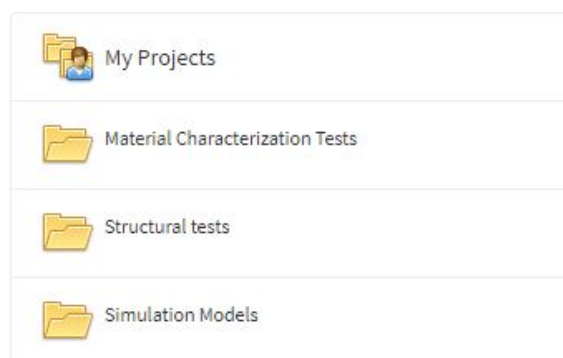 My Projects
Material Characterization Tests
Structural tests
Simulation Models